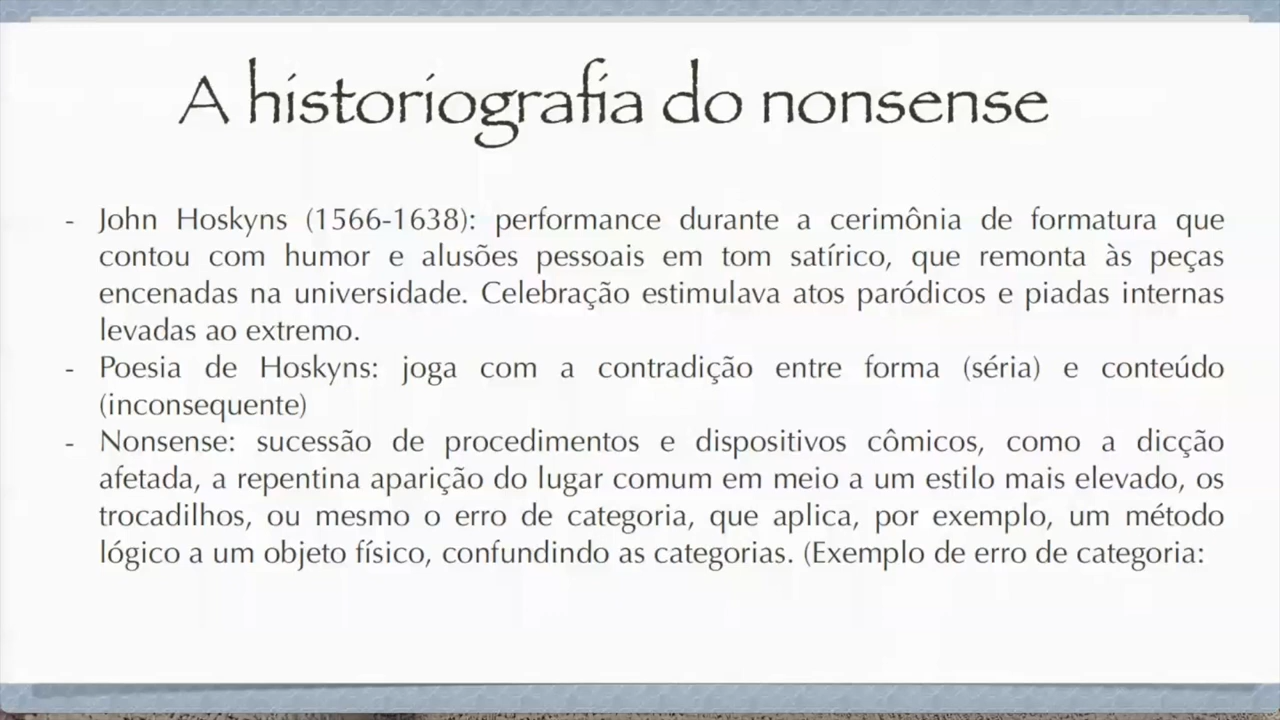 A historiografia do nonsense
- John Hoskyns (1566-1638): performance durante a cerimônia de formatura que
contou com humor e alusões pessoais em tom satírico, que remonta às peças
encenadas na universidade. Celebração estimulava atos paródicos e piadas internas
levadas ao extremo.
- Poesia de Hoskyns: joga com a contradição entre forma (séria) e conteúdo
(inconsequente)
- Nonsense: sucessão de procedimentos e dispositivos cômicos, como a dicção
afetada, a repentina aparição do lugar comum em meio a um estilo mais elevado, os
trocadilhos, ou mesmo o erro de categoria, que aplica, por exemplo, um método
lógico a um objeto físico, confundindo as categorias. (Exemplo de erro de categoria: